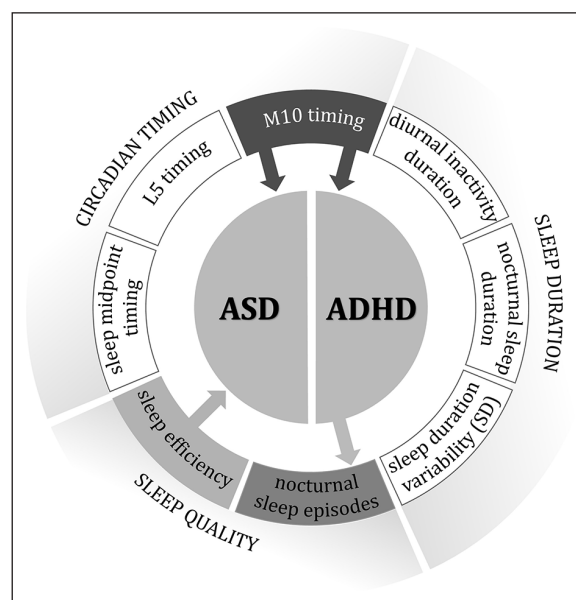 CIRCADIAN TIMING
M10 timing
L5 timing
sleep midpoint
timing
diurnal inactivity
duration
nocturnal sleep
duration
sleep duration
variability (SD)
SLEEP DURATION
ASD
ADHD
sleep efficiency
nocturnal
sleep episodes
SLEEP QUALITY